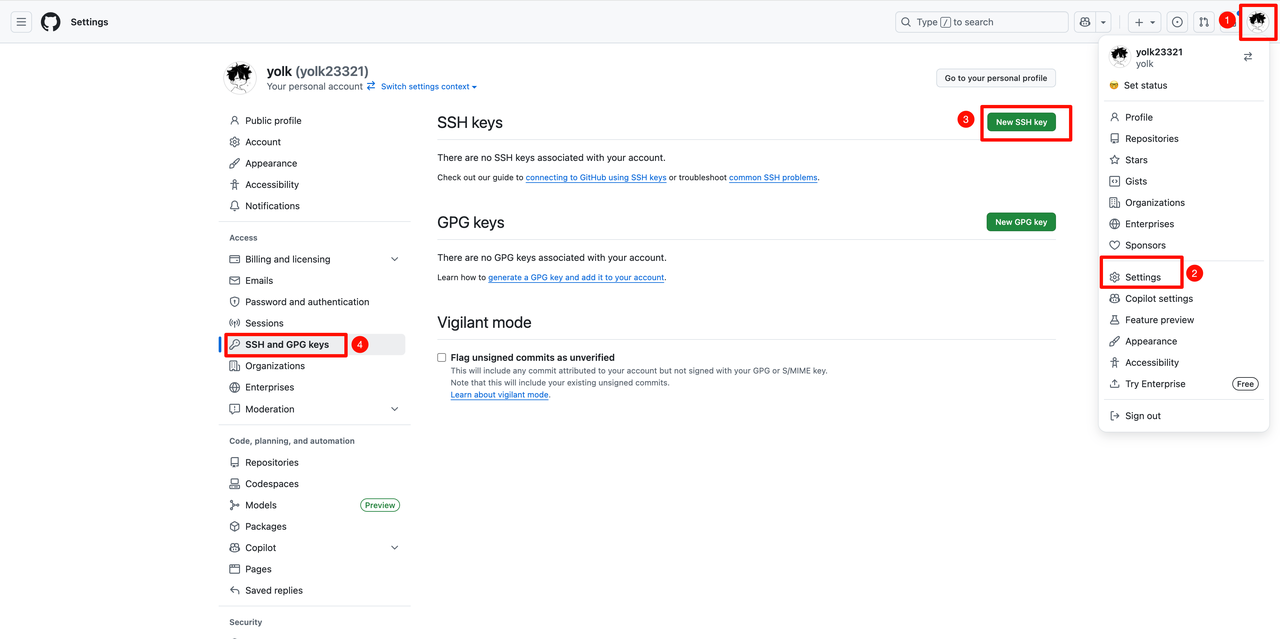 Settings
Type / to search
1
yolk (yolk23321)
Your personal account Switch settings context
Go to your personal profile
Public profile
Account
Appearance
Accessibility
Notifications
Access
Billing and licensing
Emails
Password and authentication
Sessions
SSH and GPG keys
4
Organizations
Enterprises
Moderation
Code, planning, and automation
Repositories
Codespaces
Models Preview
Packages
Copilot
Pages
Saved replies
Security
SSH keys
3
New SSH key
There are no SSH keys associated with your account.
Check out our guide to connecting to GitHub using SSH keys or troubleshoot common SSH problems.
GPG keys
New GPG key
There are no GPG keys associated with your account.
Learn how to generate a GPG key and add it to your account.
Vigilant mode
Flag unsigned commits as unverified
This will include any commit attributed to your account but not signed with your GPG or S/MIME key.
Note that this will include your existing unsigned commits.
Learn about vigilant mode.
yolk23321
yolk
Set status
Profile
Repositories
Stars
Gists
Organizations
Enterprises
Sponsors
Settings
2
Copilot settings
Feature preview
Appearance
Accessibility
Try Enterprise Free
Sign out